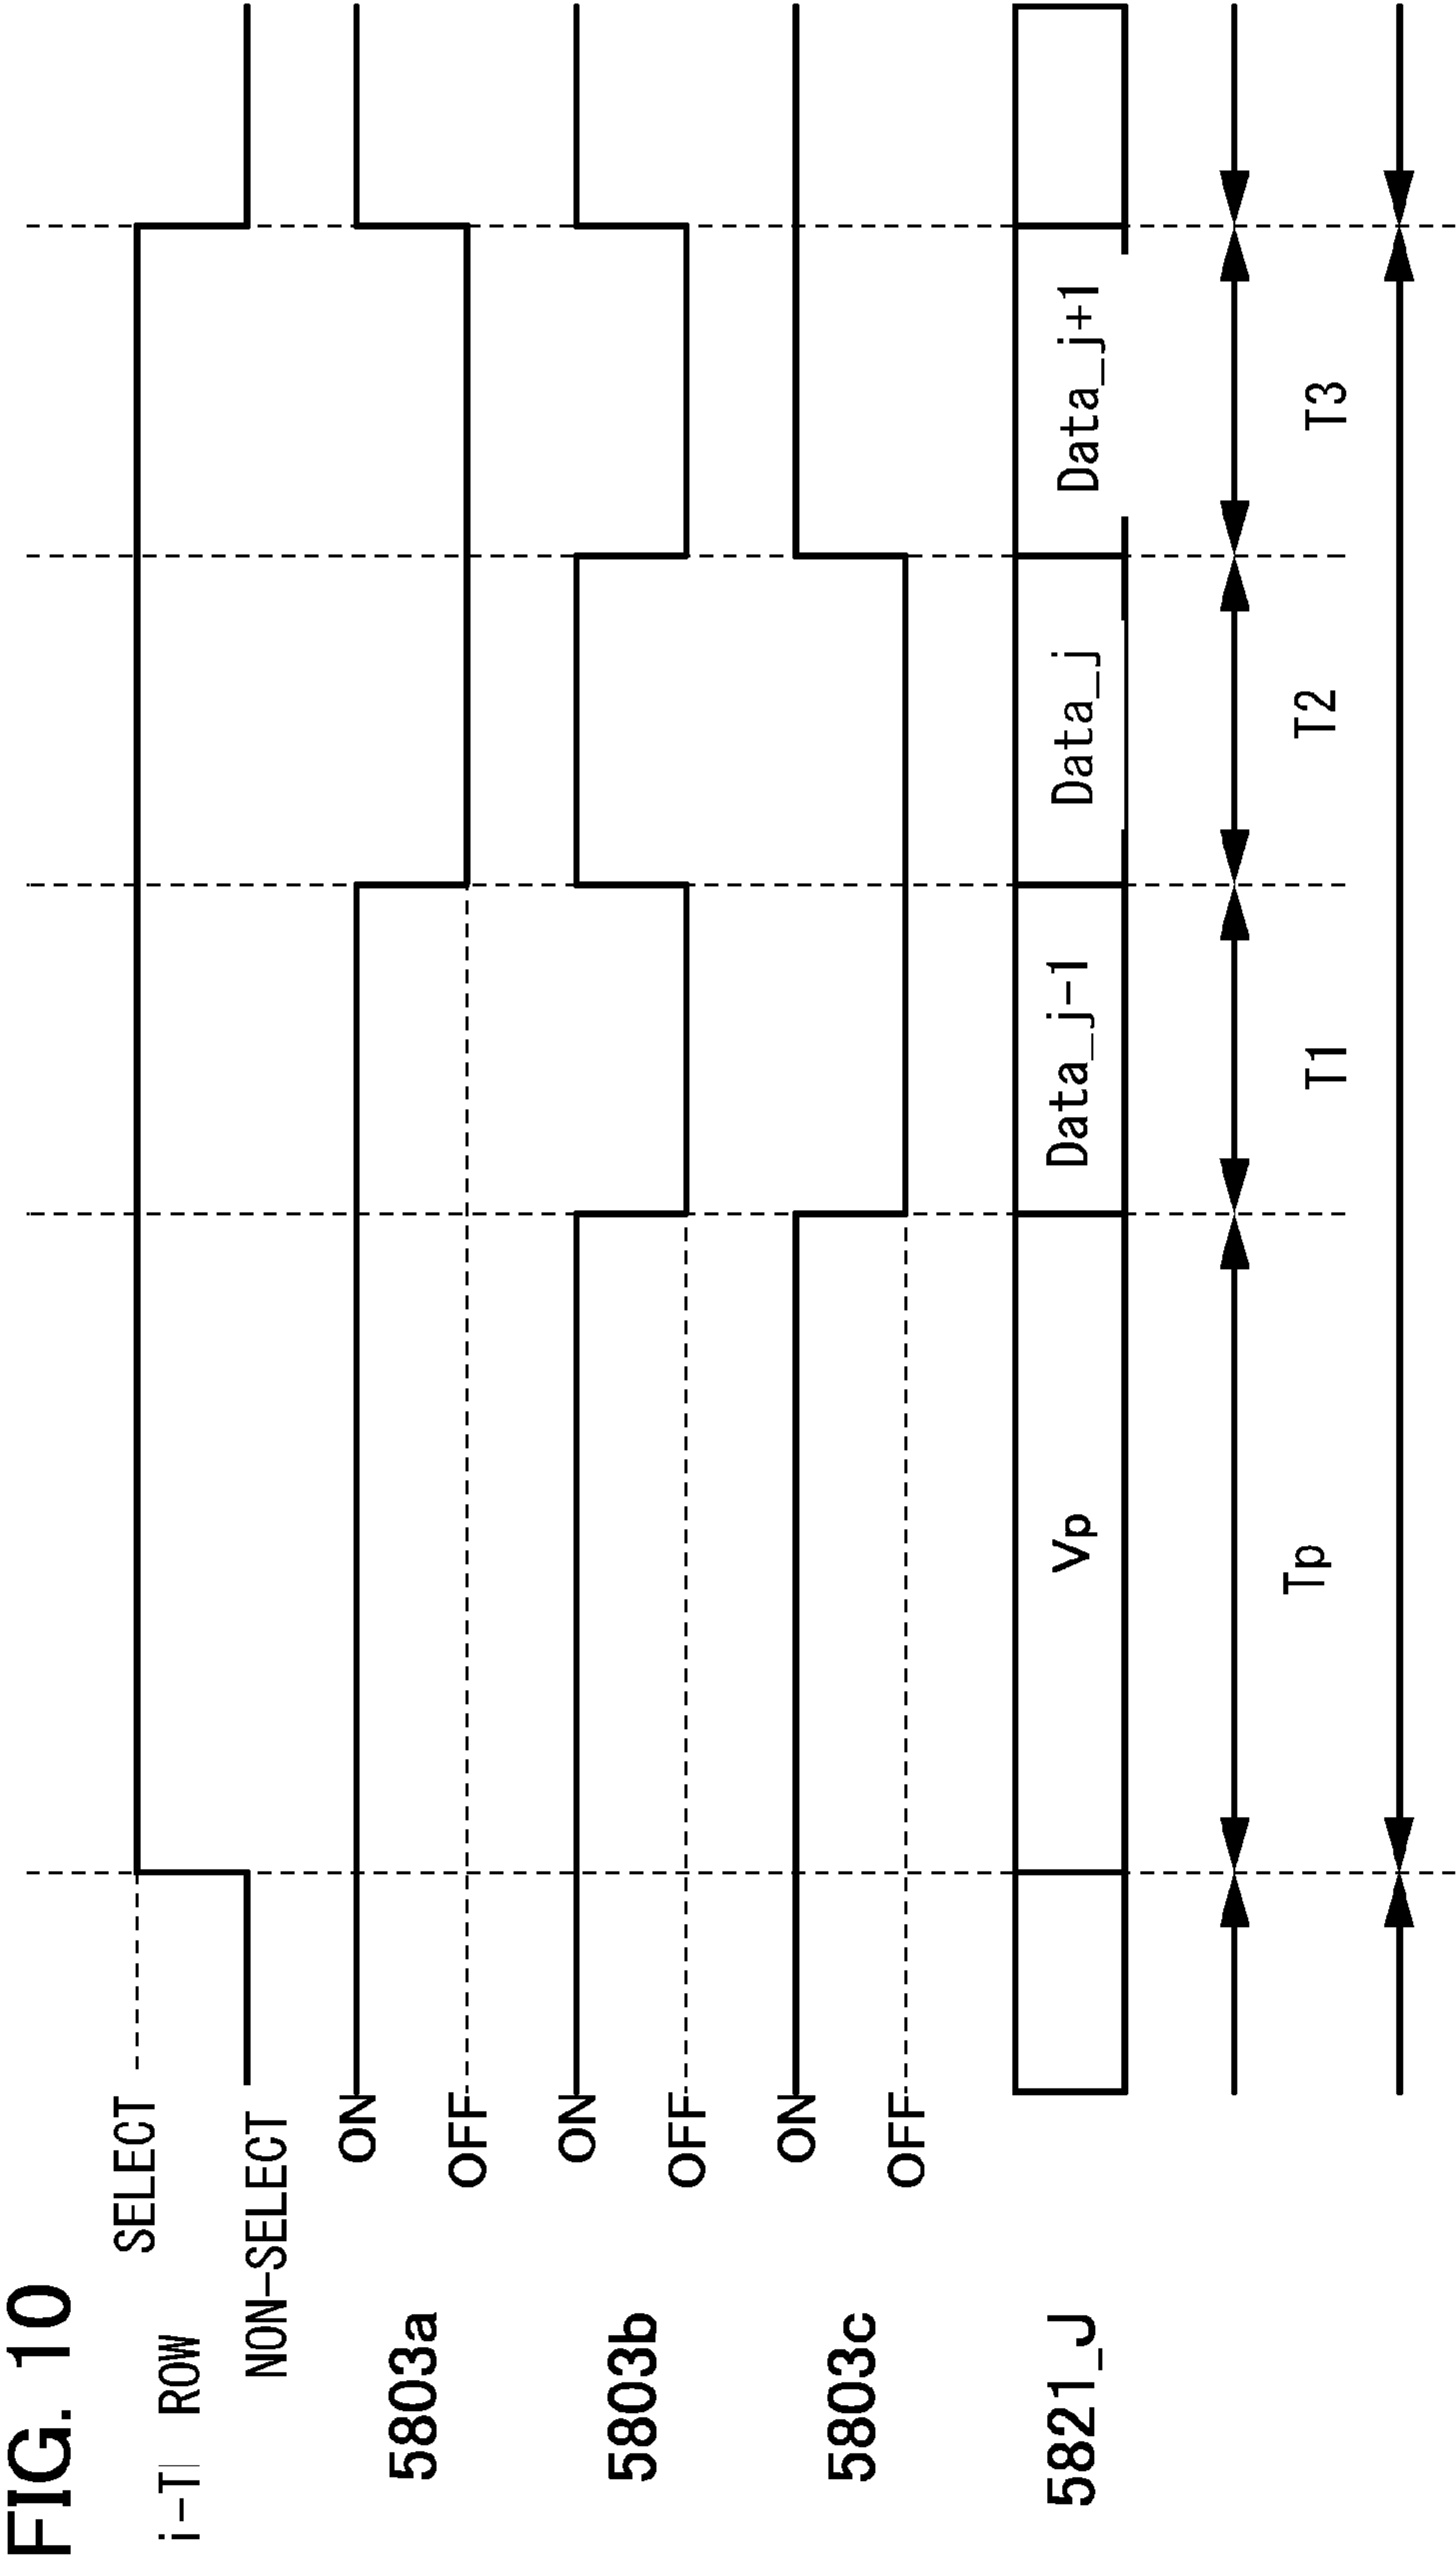 FIG. 10
SELECT
i-T ROW
NON-SELECT
ON
5803a
OFF
ON
5803b
OFF
ON
5803c
OFF
5821_J
Vp
Data_j-1
Data_j
Data_j+1
Tp
T1
T2
T3